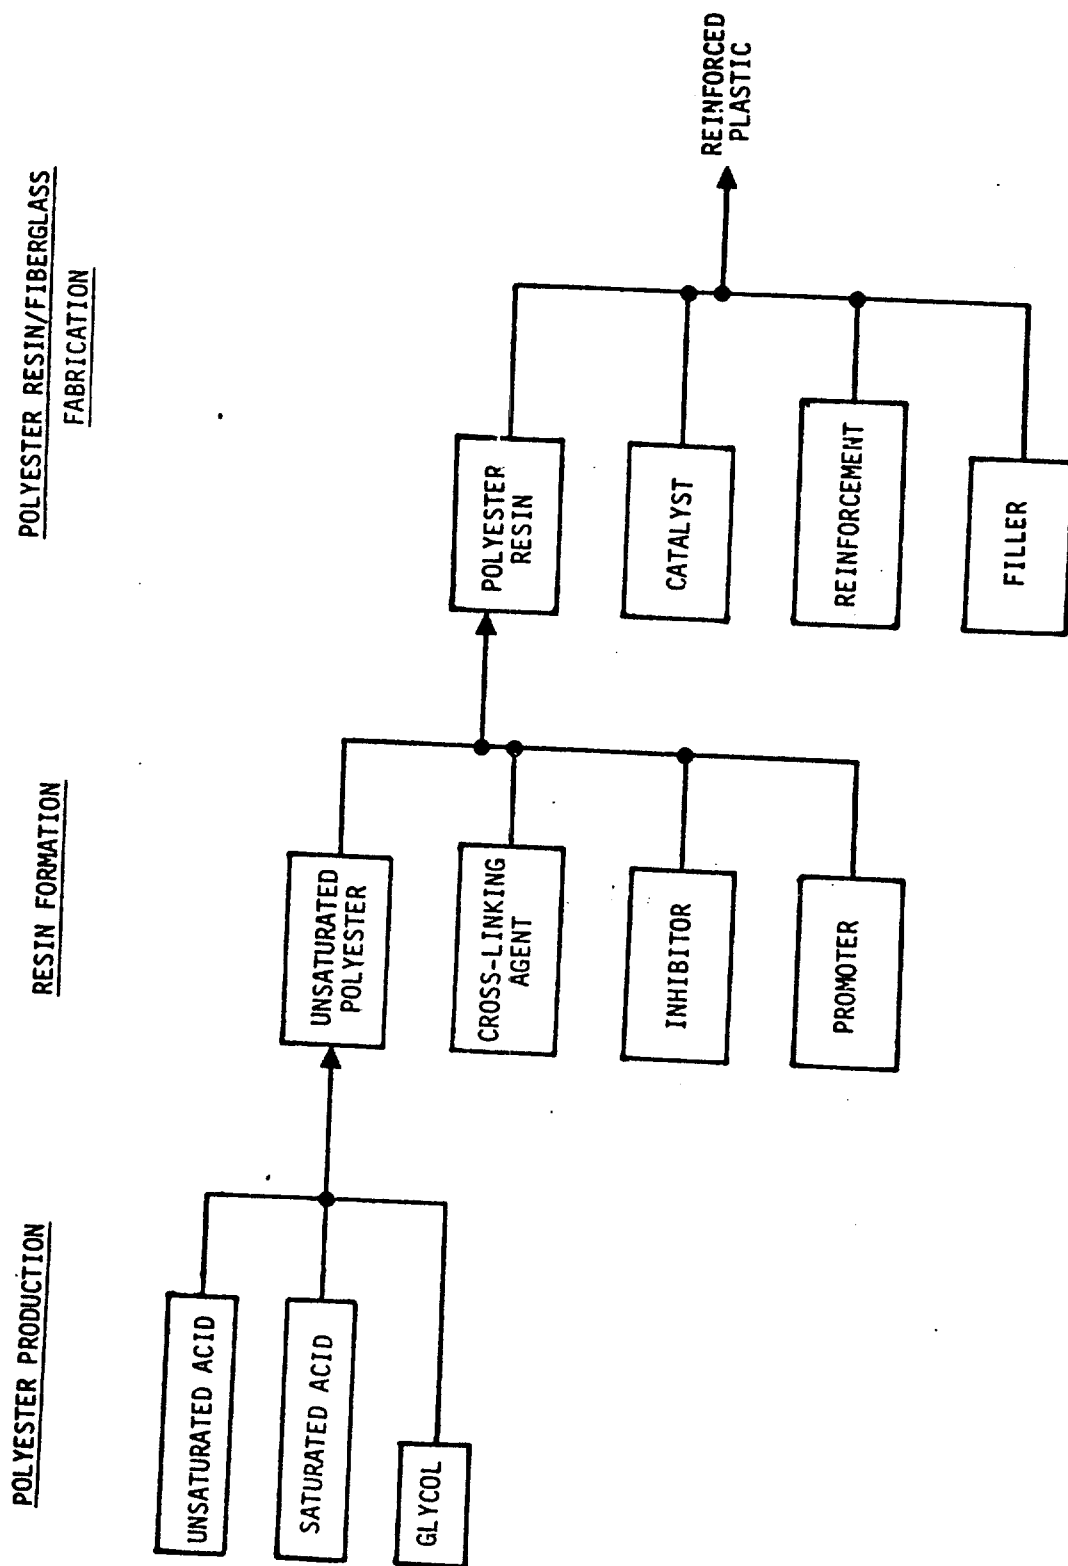 POLYESTER PRODUCTION
UNSATURATED ACID
SATURATED ACID
GLYCOL
RESIN FORMATION
UNSATURATED
POLYESTER
CROSS-LINKING
AGENT
INHIBITOR
PROMOTER
POLYESTER RESIN/FIBERGLASS
FABRICATION
POLYESTER
RESIN
CATALYST
REINFORCEMENT
FILLER
REINFORCED
PLASTIC